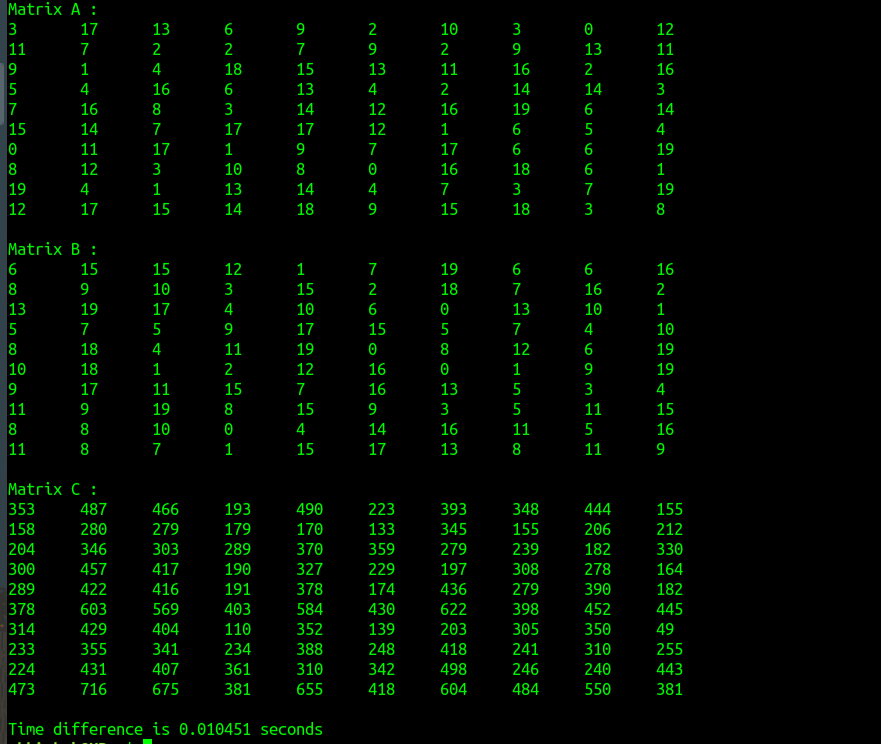 Matrix A :
3 17 13 6 9 2 10 3 0 12
11 7 2 2 7 9 2 9 13 11
9 1 4 18 15 13 11 16 2 16
5 4 16 6 13 4 2 14 14 3
7 16 8 3 14 12 16 19 6 14
15 14 7 17 17 12 1 6 5 4
0 11 17 1 9 7 17 6 6 19
8 12 3 10 8 0 16 18 6 1
19 4 1 13 14 4 7 3 7 19
12 17 15 14 18 9 15 18 3 8
Matrix B :
6 15 15 12 1 7 19 6 6 16
8 9 10 3 15 2 18 7 16 2
13 19 17 4 10 6 0 13 10 1
5 7 5 9 17 15 5 7 4 10
8 18 4 11 19 0 8 12 6 19
10 18 1 2 12 16 0 1 9 19
9 17 11 15 7 16 13 5 3 4
11 9 19 8 15 9 3 5 11 15
8 8 10 0 4 14 16 11 5 16
11 8 7 1 15 17 13 8 11 9
Matrix C :
353 487 466 193 490 223 393 348 444 155
158 280 279 179 170 133 345 155 206 212
204 346 303 289 370 359 279 239 182 330
300 457 417 190 327 229 197 308 278 164
289 422 416 191 378 174 436 279 390 182
378 603 569 403 584 430 622 398 452 445
314 429 404 110 352 139 203 305 350 49
233 355 341 234 388 248 418 241 310 255
224 431 407 361 310 342 498 246 240 443
473 716 675 381 655 418 604 484 550 381
Time difference is 0.010451 seconds